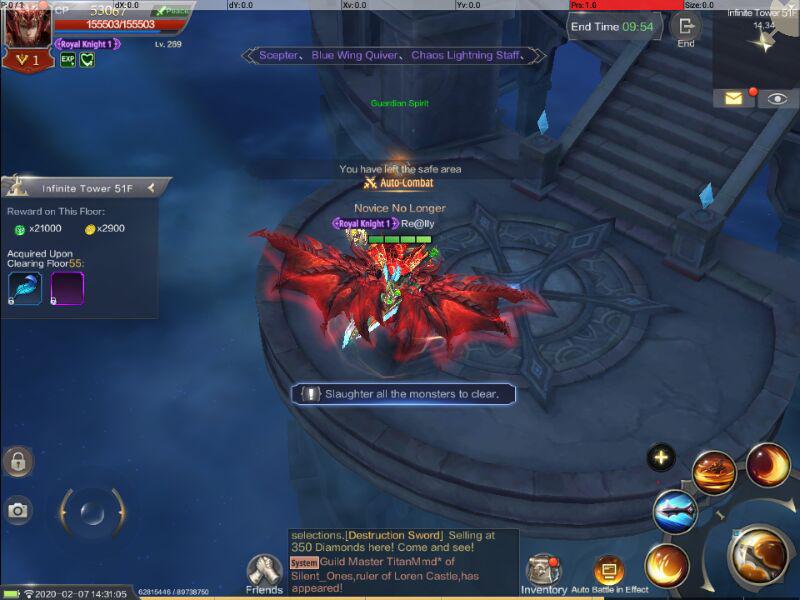 P:0 / 1 dX:0.0 dY:0.0 Xv:0.0 Yv:0.0 Prs:1.0 Size:0.0
CP 53067
155503/155503
Peace
Royal Knight 1 Lv. 289
V 1
EXP
Scepter、 Blue Wing Quiver、 Chaos Lightning Staff、
End Time 09:54
End
Infinite Tower 51F
14,34
Guardian Spirit
You have left the safe area
Auto-Combat
Novice No Longer
Royal Knight 1 Re@lly
Infinite Tower 51F
Reward on This Floor:
x21000 x2900
Acquired Upon
Clearing Floor55:
Slaughter all the monsters to clear.
selections.[Destruction Sword] Selling at
350 Diamonds here! Come and see!
System Guild Master TitanMmd* of
Silent_Ones,ruler of Loren Castle,has
appeared!
Friends
Inventory
Auto Battle in Effect
2020-02-07 14:31:05
62815446 / 89738750